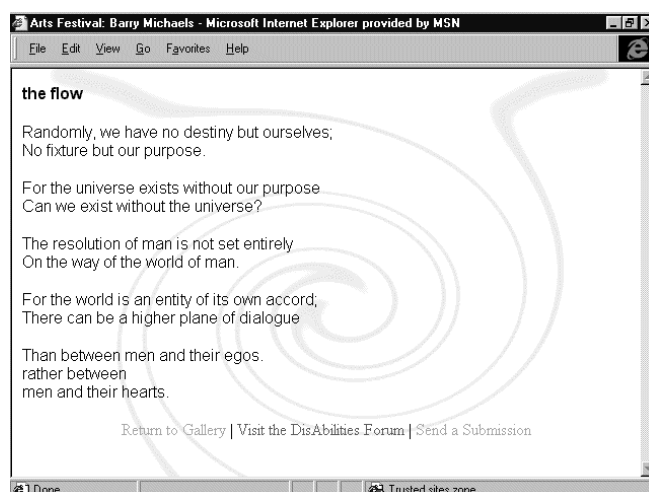 Arts Festival: Barry Michaels - Microsoft Internet Explorer provided by MSN
File Edit View Go Favorites Help
the flow
Randomly, we have no destiny but ourselves;
No fixture but our purpose.
For the universe exists without our purpose
Can we exist without the universe?
The resolution of man is not set entirely
On the way of the world of man.
For the world is an entity of its own accord;
There can be a higher plane of dialogue
Than between men and their egos.
rather between
men and their hearts.
Return to Gallery | Visit the DisAbilities Forum | Send a Submission
Done Trusted sites zone